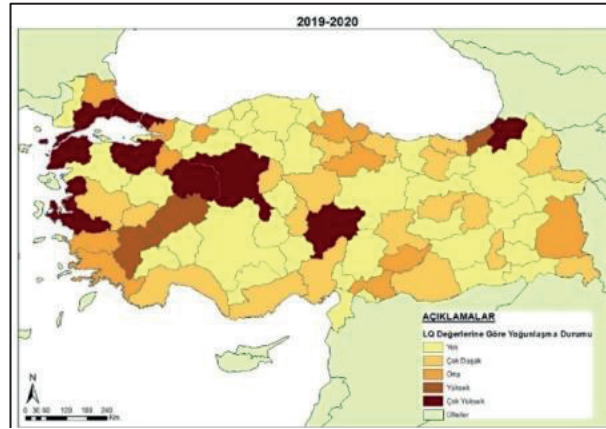 2019-2020
AÇIKLAMALAR
LQ Değerlerine Göre Yoğunlaşma Durumu
Yok
Çok Düşük
Orta
Yüksek
Çok Yüksek
Ülkeler
N
0 30 60 120 180 240
Km.